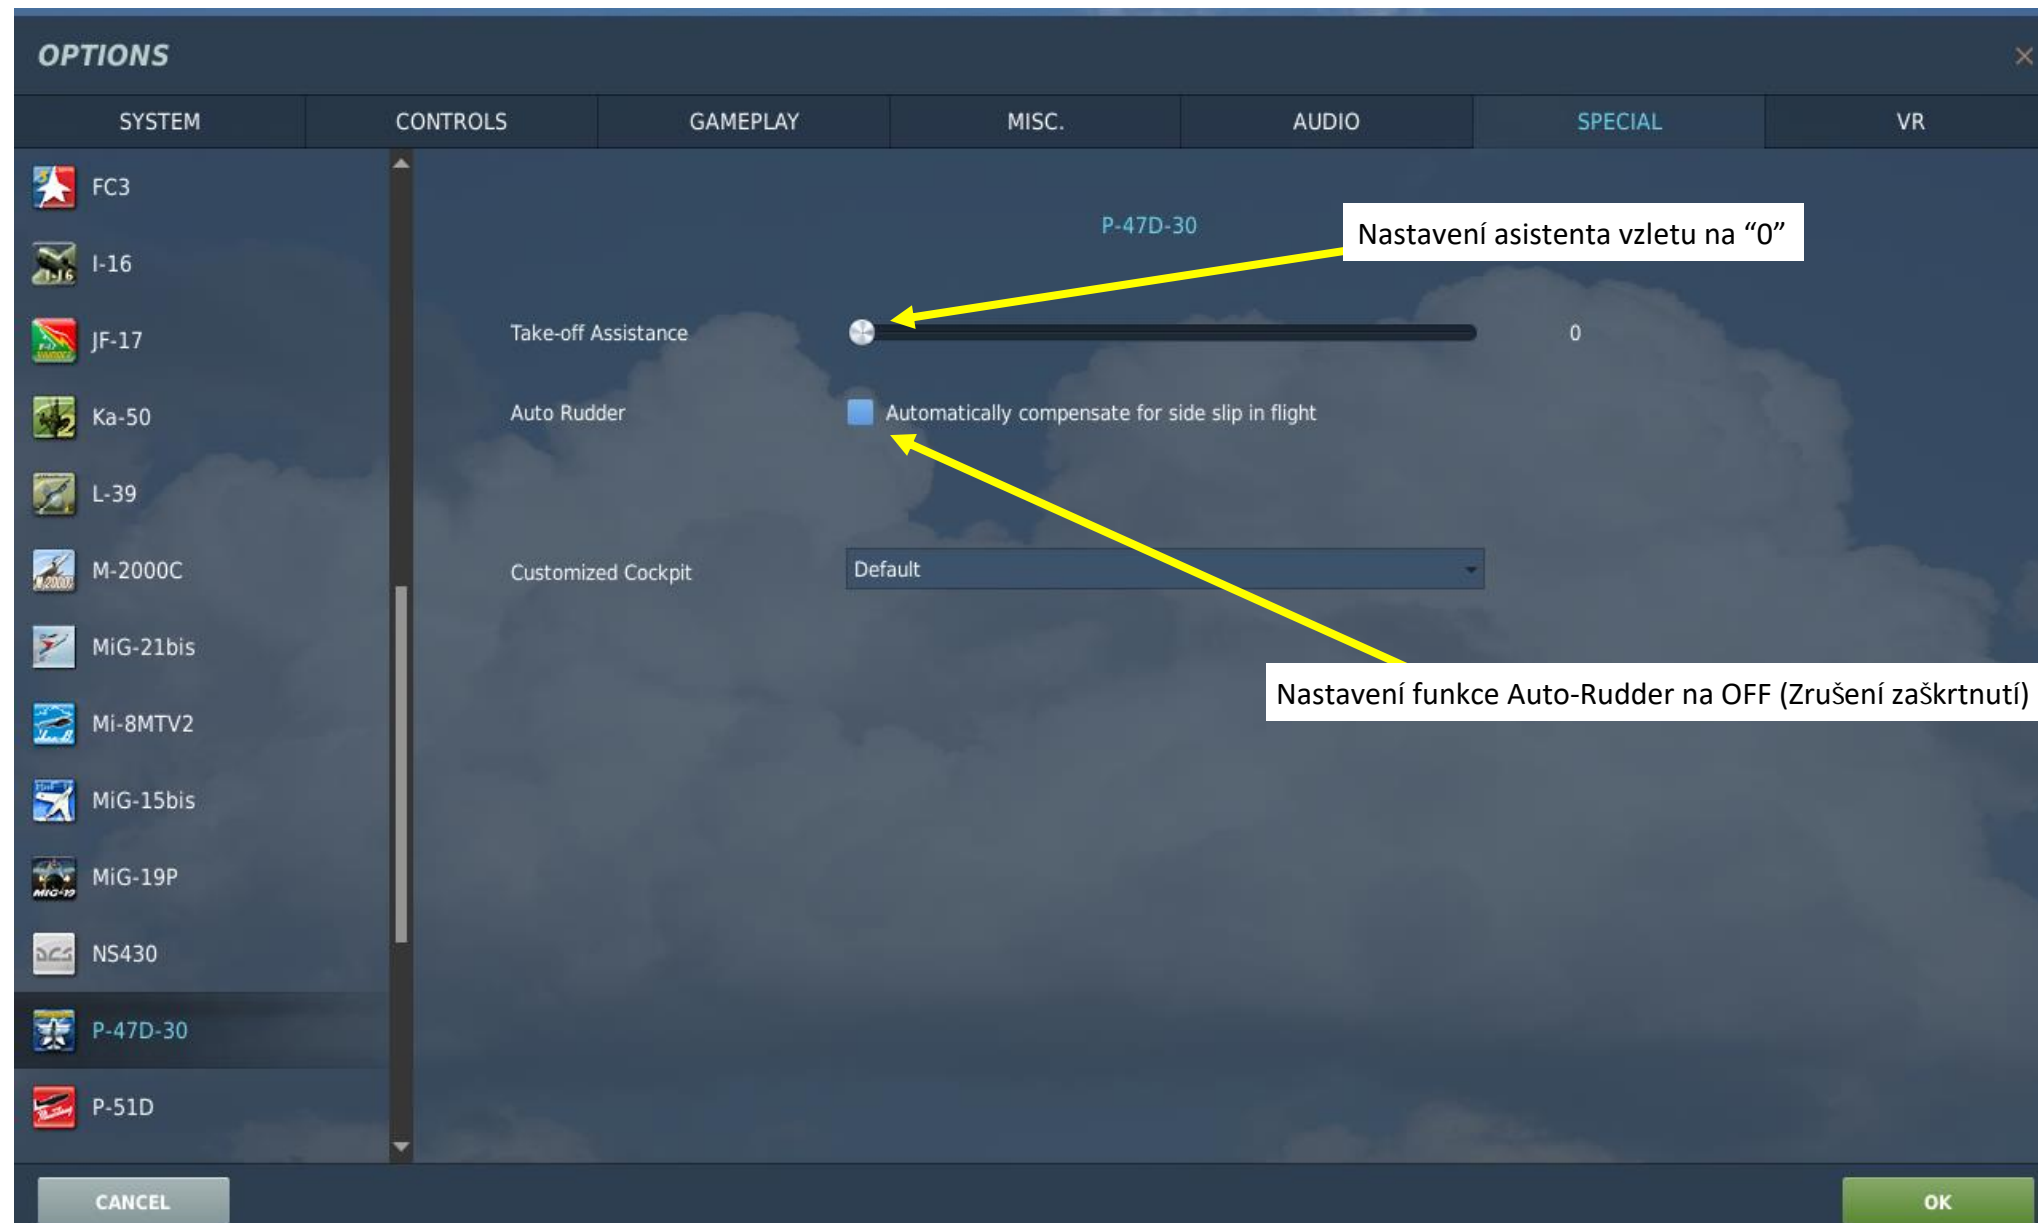 OPTIONS
SYSTEM CONTROLS GAMEPLAY MISC. AUDIO SPECIAL VR
FC3
I-16
JF-17
Ka-50
L-39
M-2000C
MiG-21bis
Mi-8MTV2
MiG-15bis
MiG-19P
NS430
P-47D-30
P-51D
P-47D-30
Nastavení asistenta vzletu na “0”
Take-off Assistance 0
Auto Rudder Automatically compensate for side slip in flight
Customized Cockpit Default
Nastavení funkce Auto-Rudder na OFF (Zrušení zaškrtnutí)
CANCEL OK